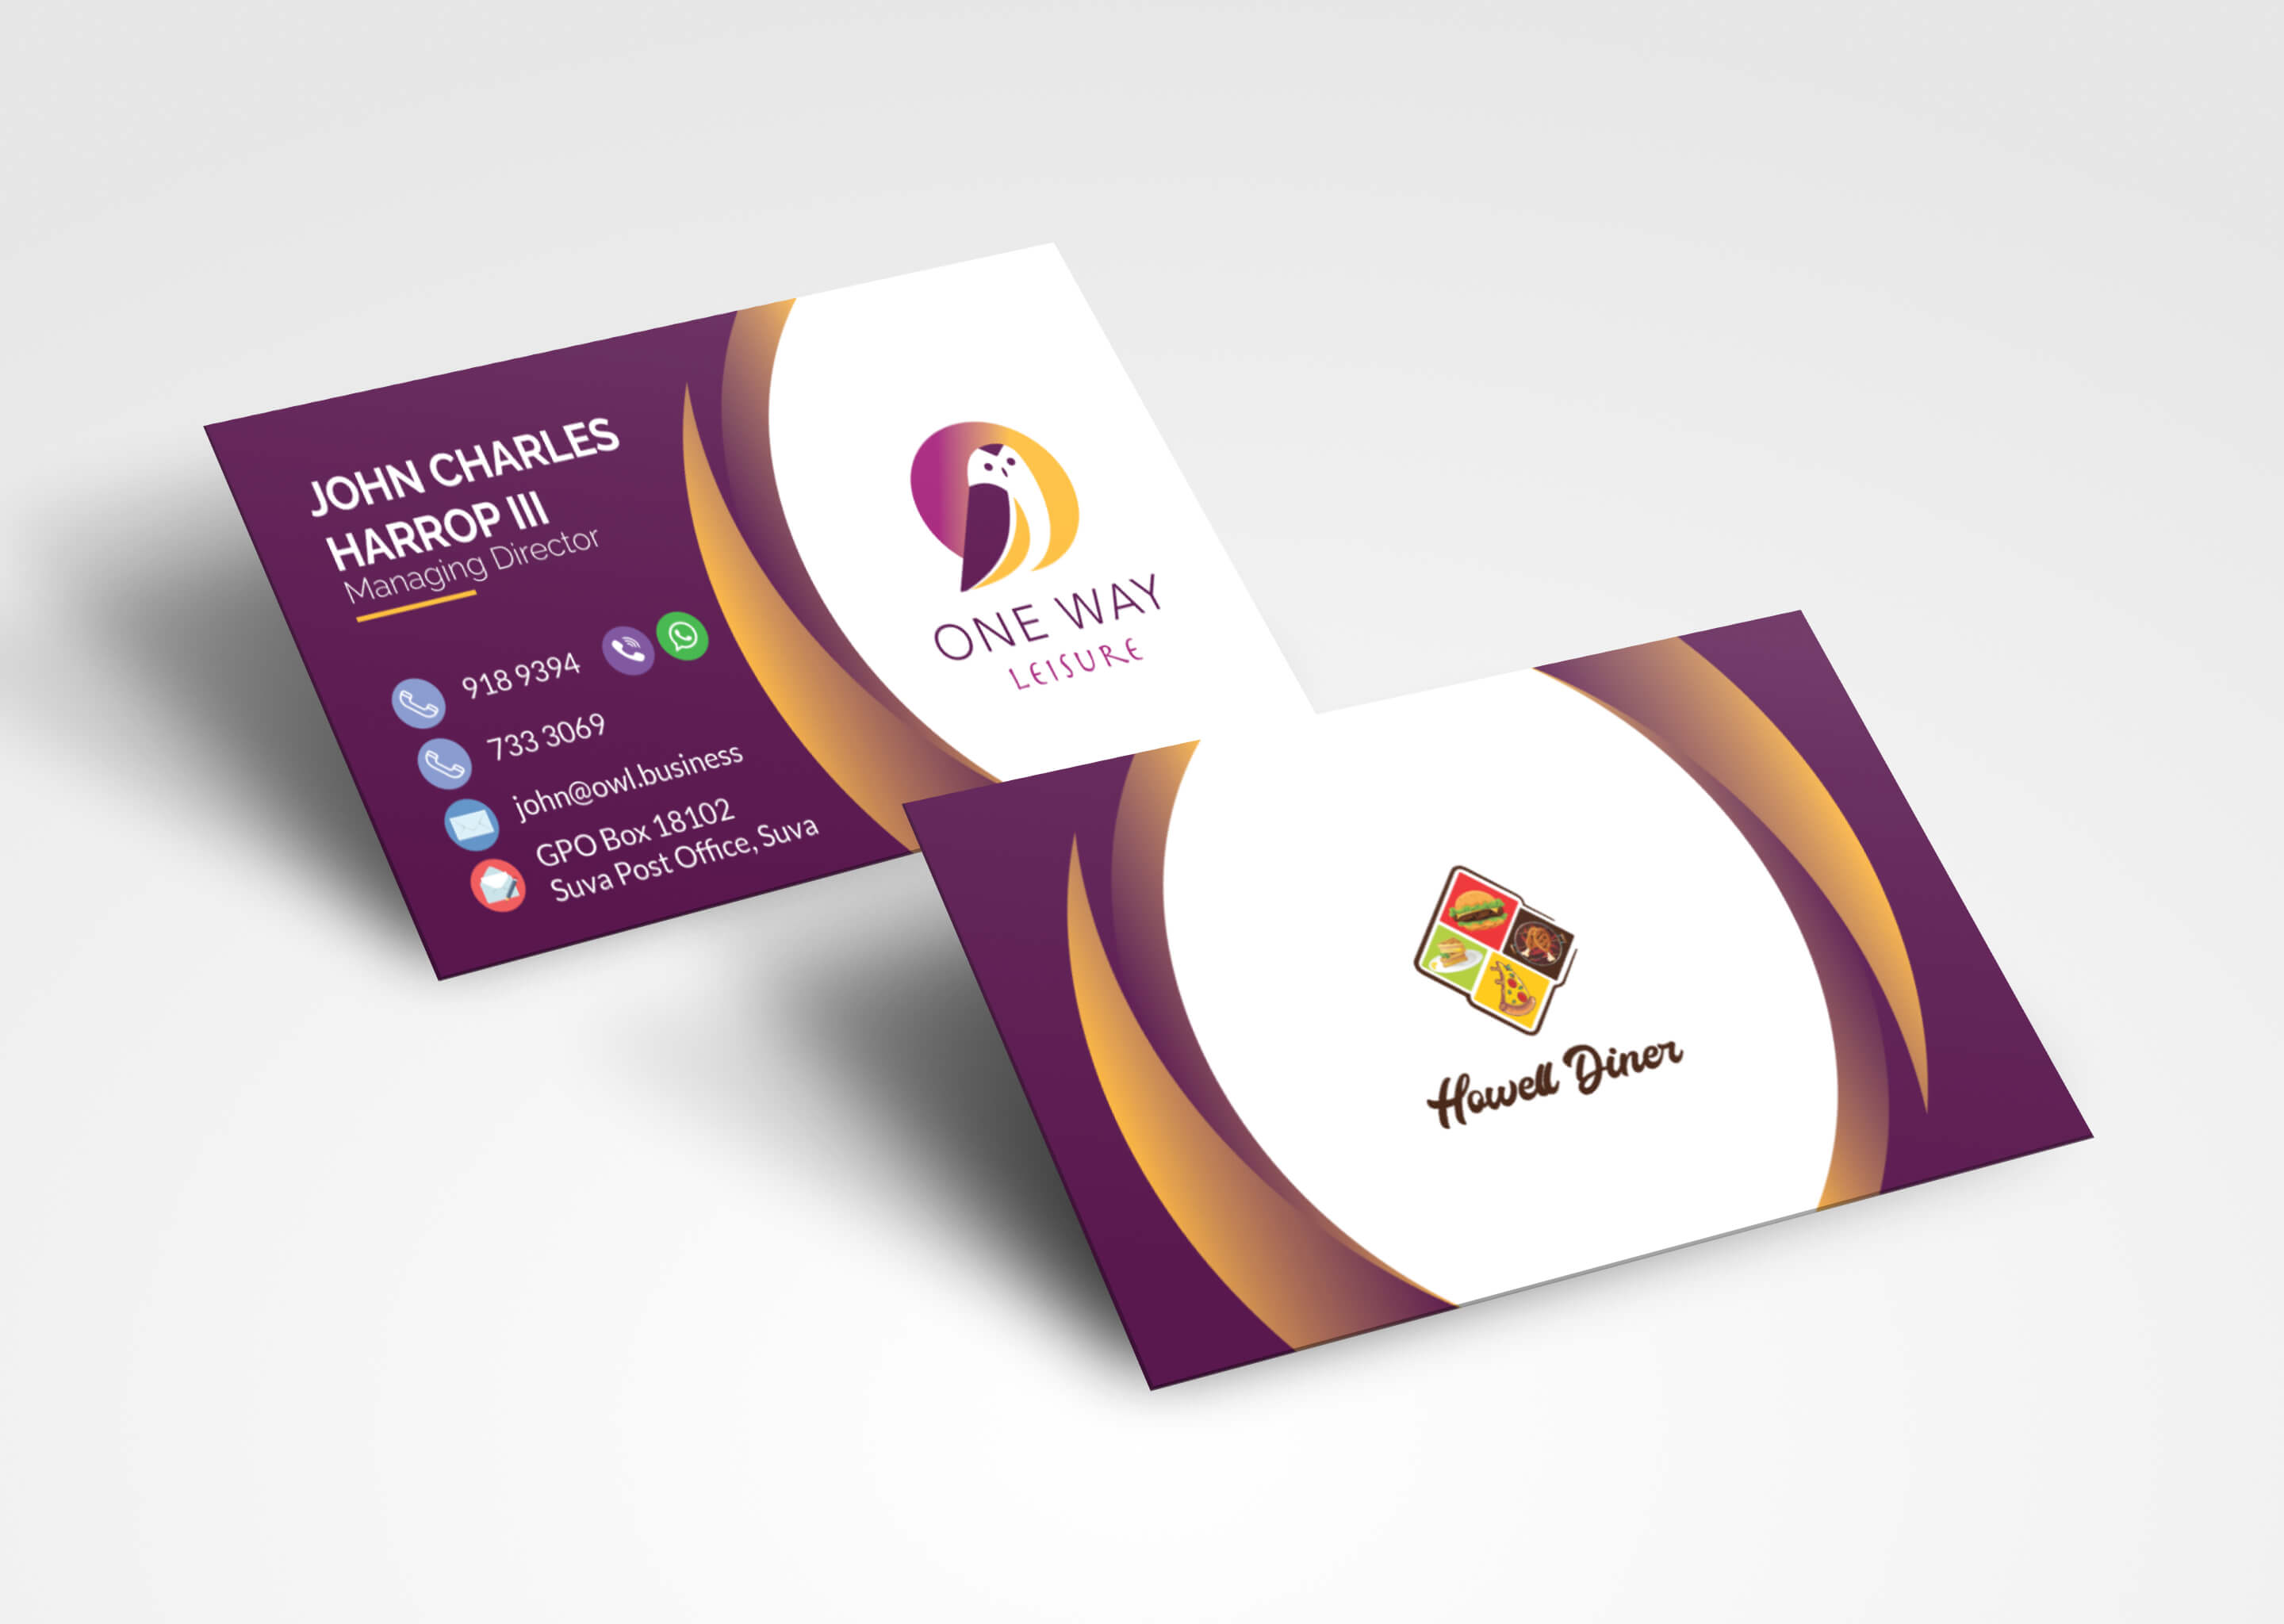 JOHN CHARLES
HARROP III
Managing Director
918 9394
733 3069
john@owl.business
GPO Box 18102
Suva Post Office, Suva
ONE WAY
LEISURE
Howell Diner